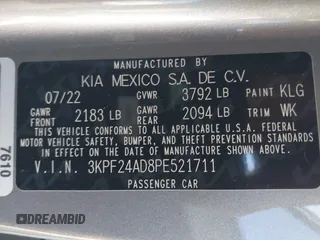 MFD. BY
KIA MEXICO S.A. DE C.V.
07/22 GVWR 3792 LB PAINT KLG
GAWR FRONT 2183 LB GAWR REAR 2094 LB TRIM WK
THIS VEHICLE CONFORMS TO ALL APPLICABLE
FEDERAL MOTOR VEHICLE SAFETY, BUMPER, AND THEFT
PREVENTION STANDARDS IN EFFECT ON THE DATE OF
MANUFACTURE SHOWN ABOVE.
V.I.N. 3KPF24AD8PE521711
PASSENGER CAR
7610
DREAMBID